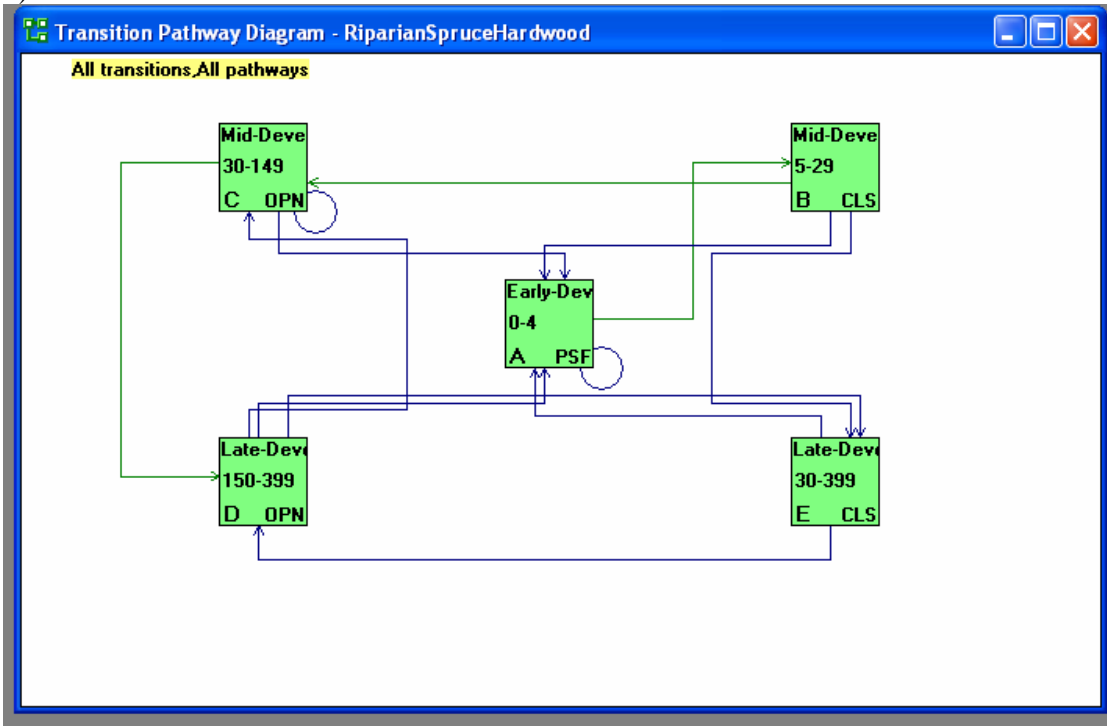 Transition Pathway Diagram - RiparianSpruceHardwood
All transitions,All pathways
Mid-Deve
30-149
C OPN
Mid-Deve
5-29
B CLS
Early-Dev
0-4
A PSF
Late-Deve
150-399
D OPN
Late-Deve
30-399
E CLS